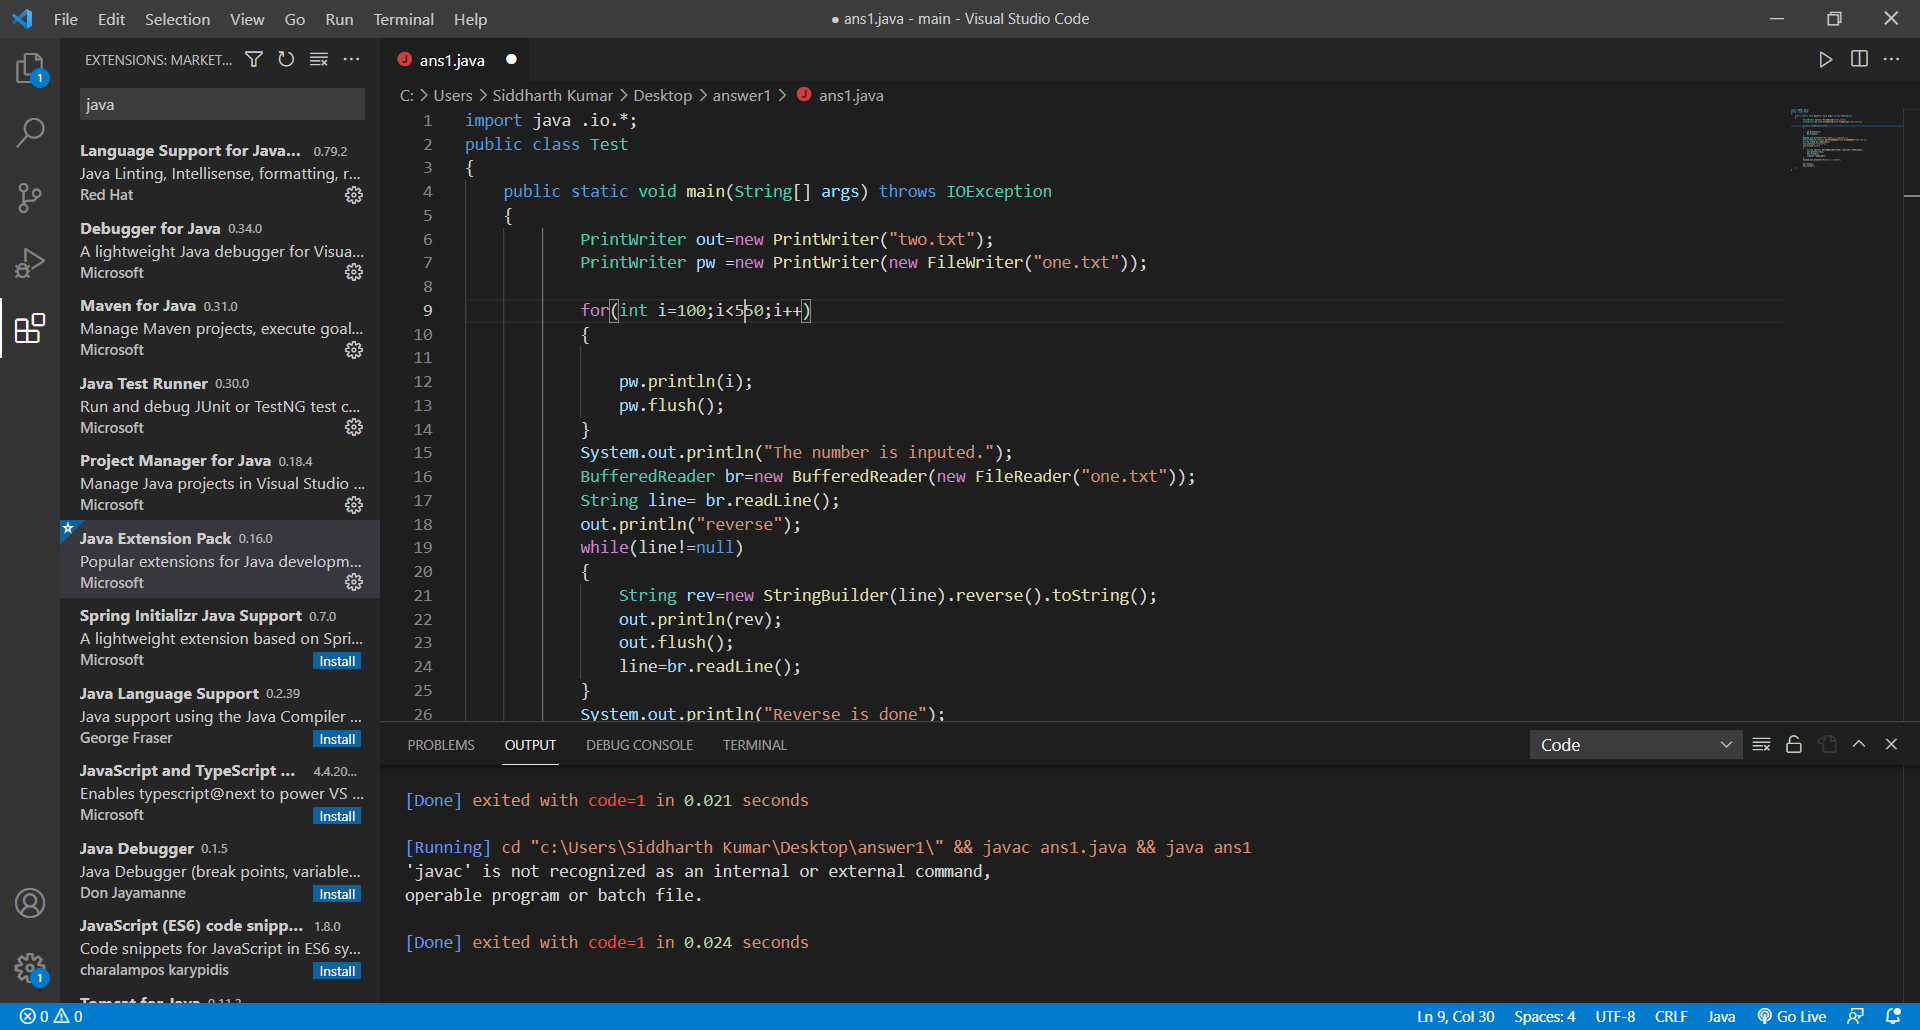 File Edit Selection View Go Run Terminal Help
● ans1.java - main - Visual Studio Code
EXTENSIONS: MARKET...
java
Language Support for Java... 0.79.2
Java Linting, Intellisense, formatting, r...
Red Hat
Debugger for Java 0.34.0
A lightweight Java debugger for Visua...
Microsoft
Maven for Java 0.31.0
Manage Maven projects, execute goal...
Microsoft
Java Test Runner 0.30.0
Run and debug JUnit or TestNG test c...
Microsoft
Project Manager for Java 0.18.4
Manage Java projects in Visual Studio ...
Microsoft
Java Extension Pack 0.16.0
Popular extensions for Java developm...
Microsoft
Spring Initializr Java Support 0.7.0
A lightweight extension based on Spri...
Microsoft Install
Java Language Support 0.2.39
Java support using the Java Compiler ...
George Fraser Install
JavaScript and TypeScript ... 4.4.20...
Enables typescript@next to power VS ...
Microsoft Install
Java Debugger 0.1.5
Java Debugger (break points, variable...
Don Jayamanne Install
JavaScript (ES6) code snipp... 1.8.0
Code snippets for JavaScript in ES6 sy...
charalampos karypidis Install
Tomcat for Java 0.11.3
1
1
J ans1.java ●
C: > Users > Siddharth Kumar > Desktop > answer1 > J ans1.java
1 import java .io.*;
2 public class Test
3 {
4 public static void main(String[] args) throws IOException
5 {
6 PrintWriter out=new PrintWriter("two.txt");
7 PrintWriter pw =new PrintWriter(new FileWriter("one.txt"));
8
9 for(int i=100;i<550;i++)
10 {
11
12 pw.println(i);
13 pw.flush();
14 }
15 System.out.println("The number is inputed.");
16 BufferedReader br=new BufferedReader(new FileReader("one.txt"));
17 String line= br.readLine();
18 out.println("reverse");
19 while(line!=null)
20 {
21 String rev=new StringBuilder(line).reverse().toString();
22 out.println(rev);
23 out.flush();
24 line=br.readLine();
25 }
26 System.out.println("Reverse is done");
PROBLEMS OUTPUT DEBUG CONSOLE TERMINAL Code
[Done] exited with code=1 in 0.021 seconds
[Running] cd "c:\Users\Siddharth Kumar\Desktop\answer1\" && javac ans1.java && java ans1
'javac' is not recognized as an internal or external command,
operable program or batch file.
[Done] exited with code=1 in 0.024 seconds
0 0 Ln 9, Col 30 Spaces: 4 UTF-8 CRLF Java Go Live